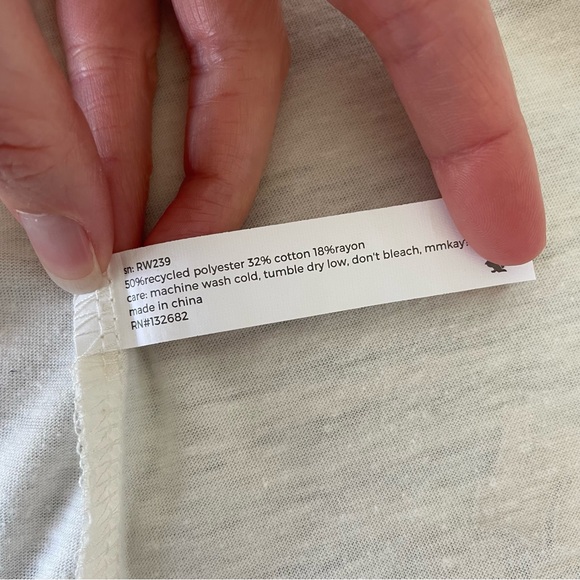 sn: RW239
50%recycled polyester 32% cotton 18%rayon
care: machine wash cold, tumble dry low, don't bleach, mmkay?
made in china
RN#132682